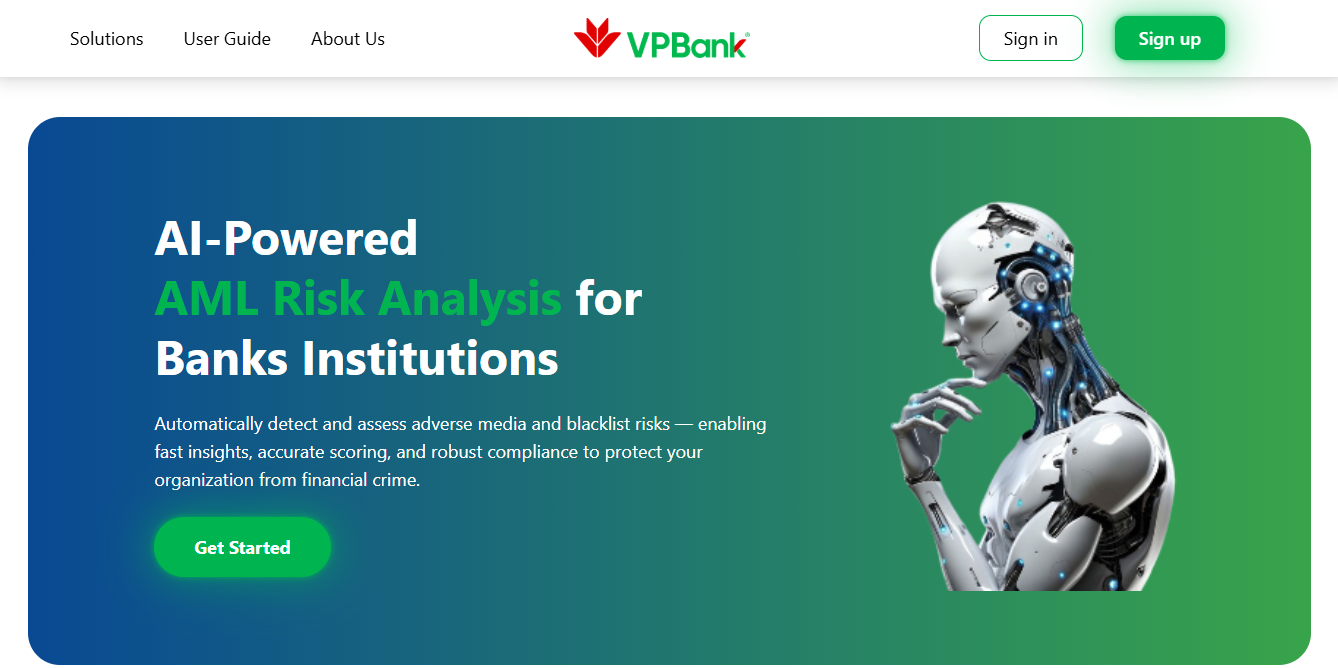 Solutions
User Guide
About Us
VPBank®
Sign in
Sign up
AI-Powered
AML Risk Analysis for
Banks Institutions
Automatically detect and assess adverse media and blacklist risks — enabling
fast insights, accurate scoring, and robust compliance to protect your
organization from financial crime.
Get Started